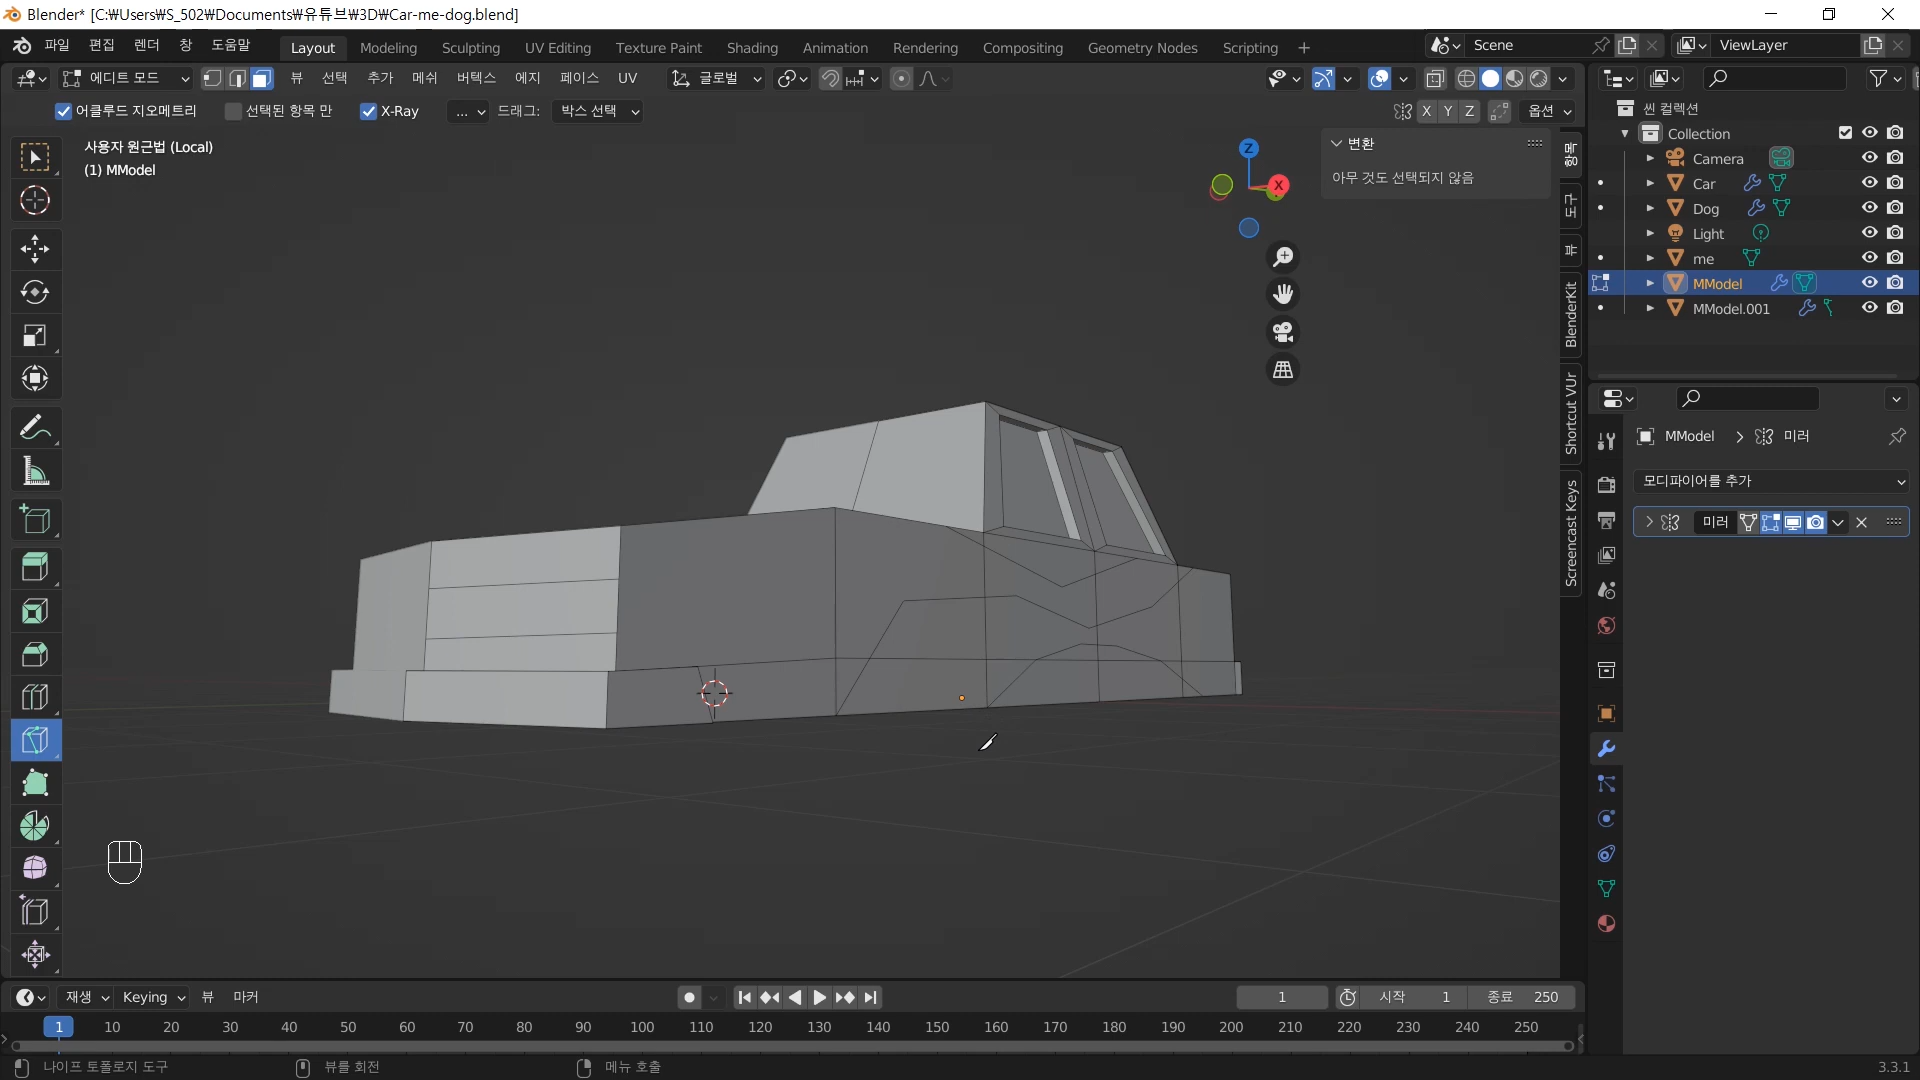 Blender* [C:₩Users₩S_502₩Documents₩유튜브₩3D₩Car-me-dog.blend]
파일 편집 렌더 창 도움말 Layout Modeling Sculpting UV Editing Texture Paint Shading Animation Rendering Compositing Geometry Nodes Scripting + Scene ViewLayer
에디트 모드 뷰 선택 추가 메쉬 버텍스 에지 페이스 UV 글로벌
어클루드 지오메트리 선택된 항목 만 X-Ray ... 드래그: 박스 선택 X Y Z 옵션
사용자 원근법 (Local)
(1) MModel
Z
X
변환
아무 것도 선택되지 않음
항목
도구
뷰
BlenderKit
Shortcut VUr
Screencast Keys
씬 컬렉션
Collection
Camera
Car
Dog
Light
me
MModel
MModel.001
MModel 미러
모디파이어를 추가
미러
재생 Keying 뷰 마커 1 시작 1 종료 250
1 10 20 30 40 50 60 70 80 90 100 110 120 130 140 150 160 170 180 190 200 210 220 230 240 250
나이프 토폴로지 도구 뷰를 회전 메뉴 호출 3.3.1